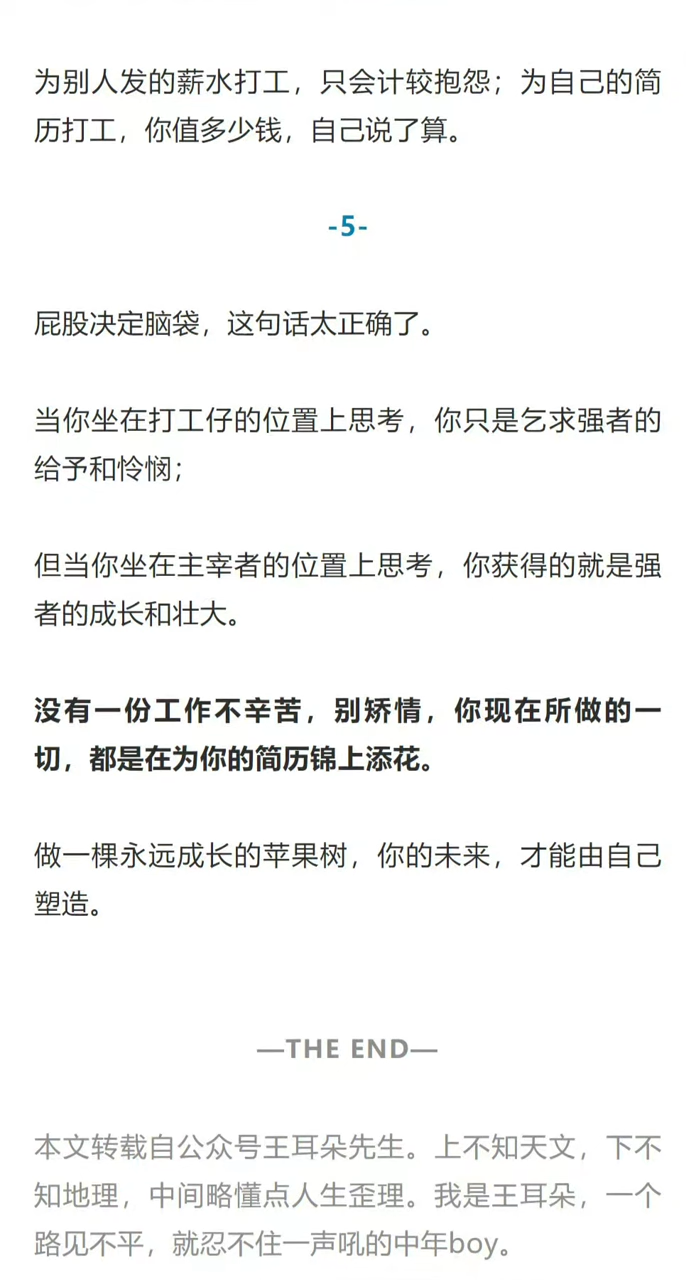 为别人发的薪水打工，只会计较抱怨；为自己的简
历打工，你值多少钱，自己说了算。
-5-
屁股决定脑袋，这句话太正确了。
当你坐在打工仔的位置上思考，你只是乞求强者的
给予和怜悯；
但当你坐在主宰者的位置上思考，你获得的就是强
者的成长和壮大。
没有一份工作不辛苦，别矫情，你现在所做的一
切，都是在为你的简历锦上添花。
做一棵永远成长的苹果树，你的未来，才能由自己
塑造。
—THE END—
本文转载自公众号王耳朵先生。上不知天文，下不
知地理，中间略懂点人生歪理。我是王耳朵，一个
路见不平，就忍不住一声吼的中年boy。